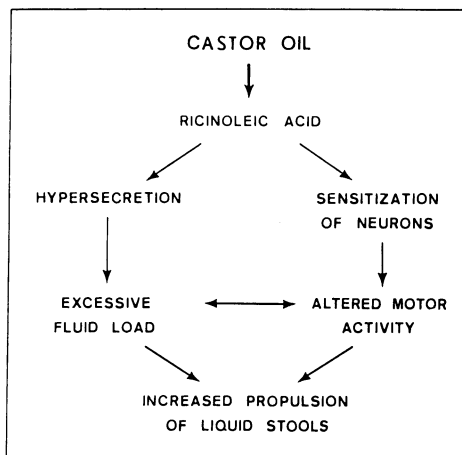 CASTOR OIL
RICINOLEIC ACID
HYPERSECRETION
SENSITIZATION
OF NEURONS
EXCESSIVE
FLUID LOAD
ALTERED MOTOR
ACTIVITY
INCREASED PROPULSION
OF LIQUID STOOLS